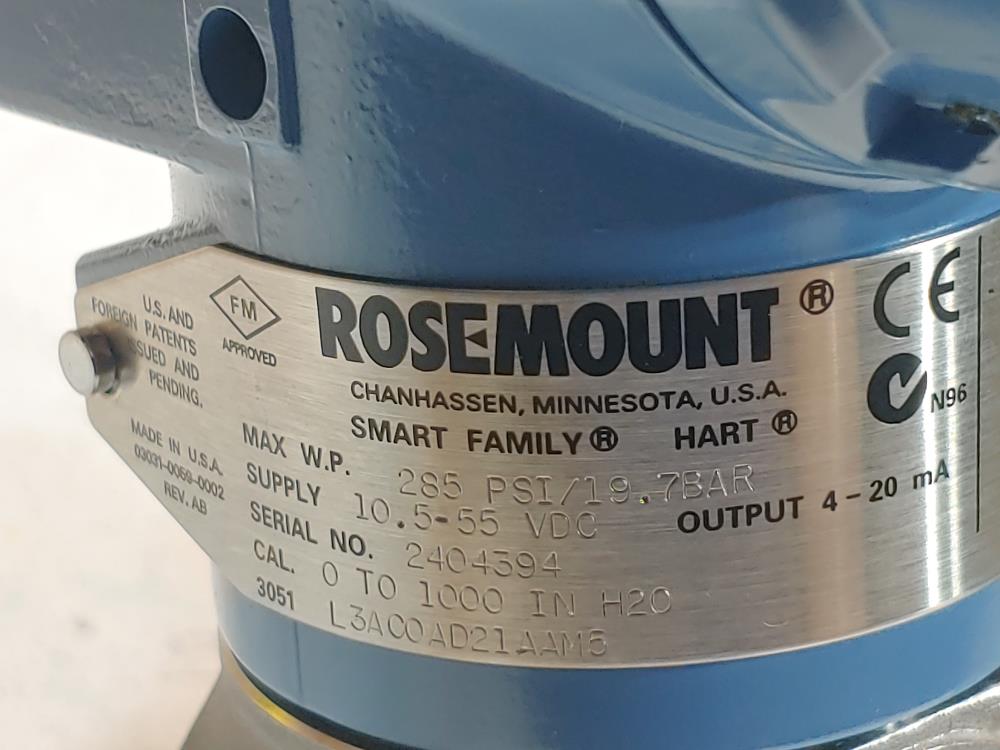 U.S. AND
FOREIGN PATENTS
SSUED AND
PENDING.
FM
APPROVED
ROSEMOUNT®
CE
N96
CHANHASSEN, MINNESOTA, U.S.A.
SMART FAMILY® HART®
MADE IN U.S.A.
03031-0059-0002
REV. AB
MAX W.P. 285 PSI/19.7BAR
SUPPLY 10.5-55 VDC OUTPUT 4-20 mA
SERIAL NO. 2404394
CAL. 0 TO 1000 IN H2O
3051 L3AC0AD21AAM5